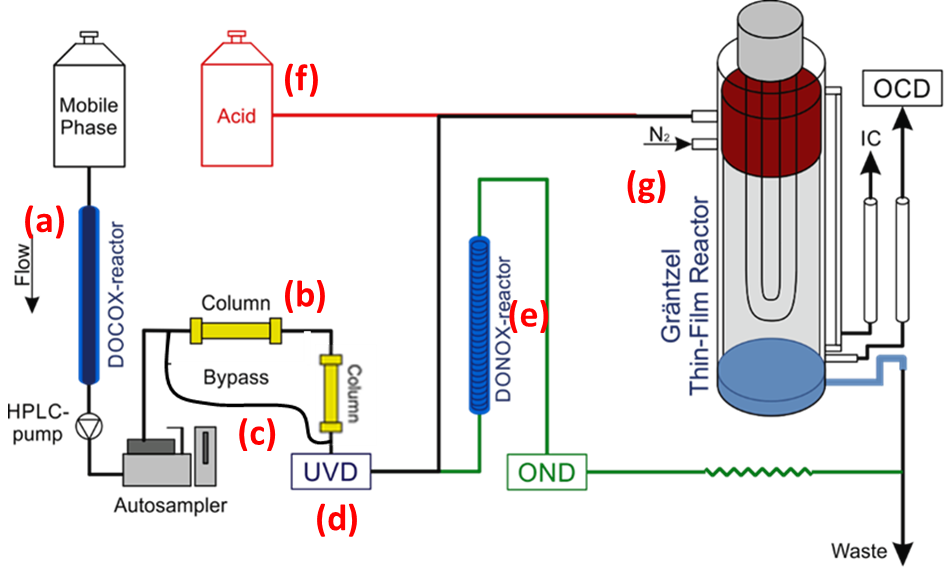 Mobile
Phase
Acid
(f)
OCD
N₂
IC
(g)
(a)
Flow
DOCOX-reactor
Gräntzel
Thin-Film Reactor
(b)
Column
Column
Bypass
(c)
DONOX-reactor
(e)
HPLC-
pump
Autosampler
UVD
(d)
OND
Waste